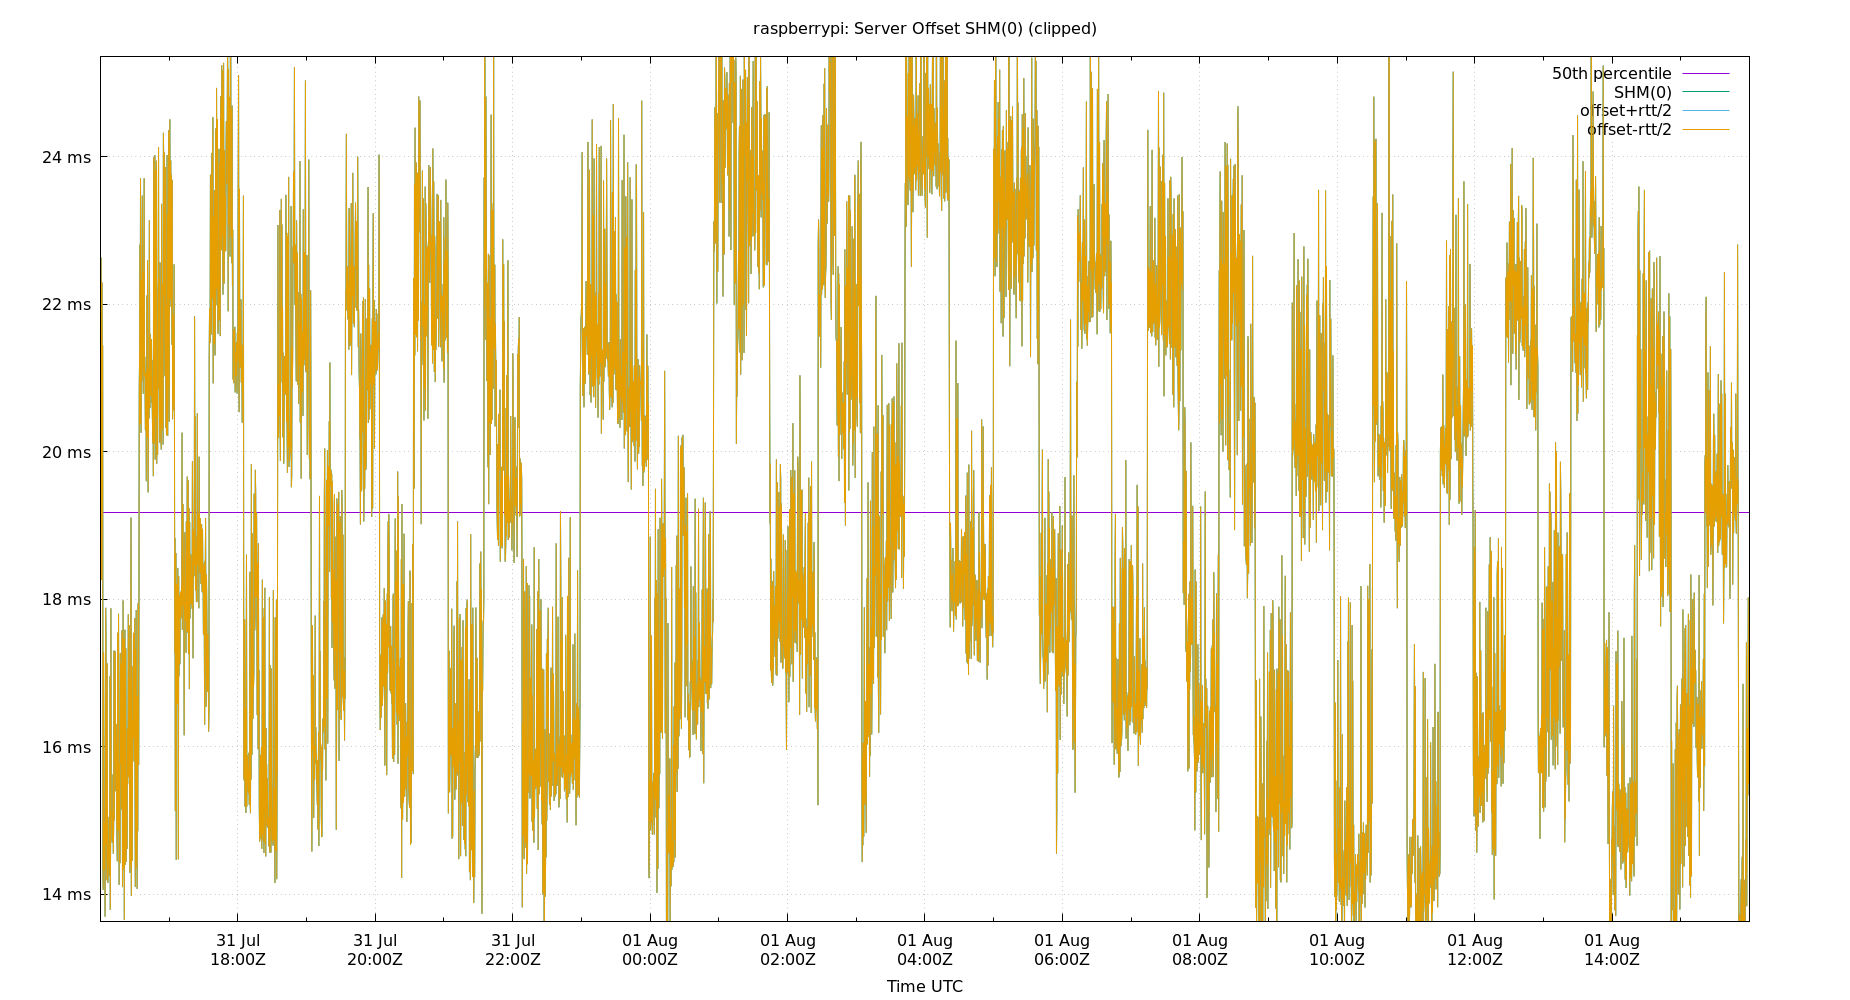 raspberrypi: Server Offset SHM(0) (clipped)
50th percentile
SHM(0)
offset+rtt/2
offset-rtt/2
24 ms
22 ms
20 ms
18 ms
16 ms
14 ms
31 Jul 31 Jul 31 Jul 01 Aug 01 Aug 01 Aug 01 Aug 01 Aug 01 Aug 01 Aug 01 Aug
18:00Z 20:00Z 22:00Z 00:00Z 02:00Z 04:00Z 06:00Z 08:00Z 10:00Z 12:00Z 14:00Z
Time UTC